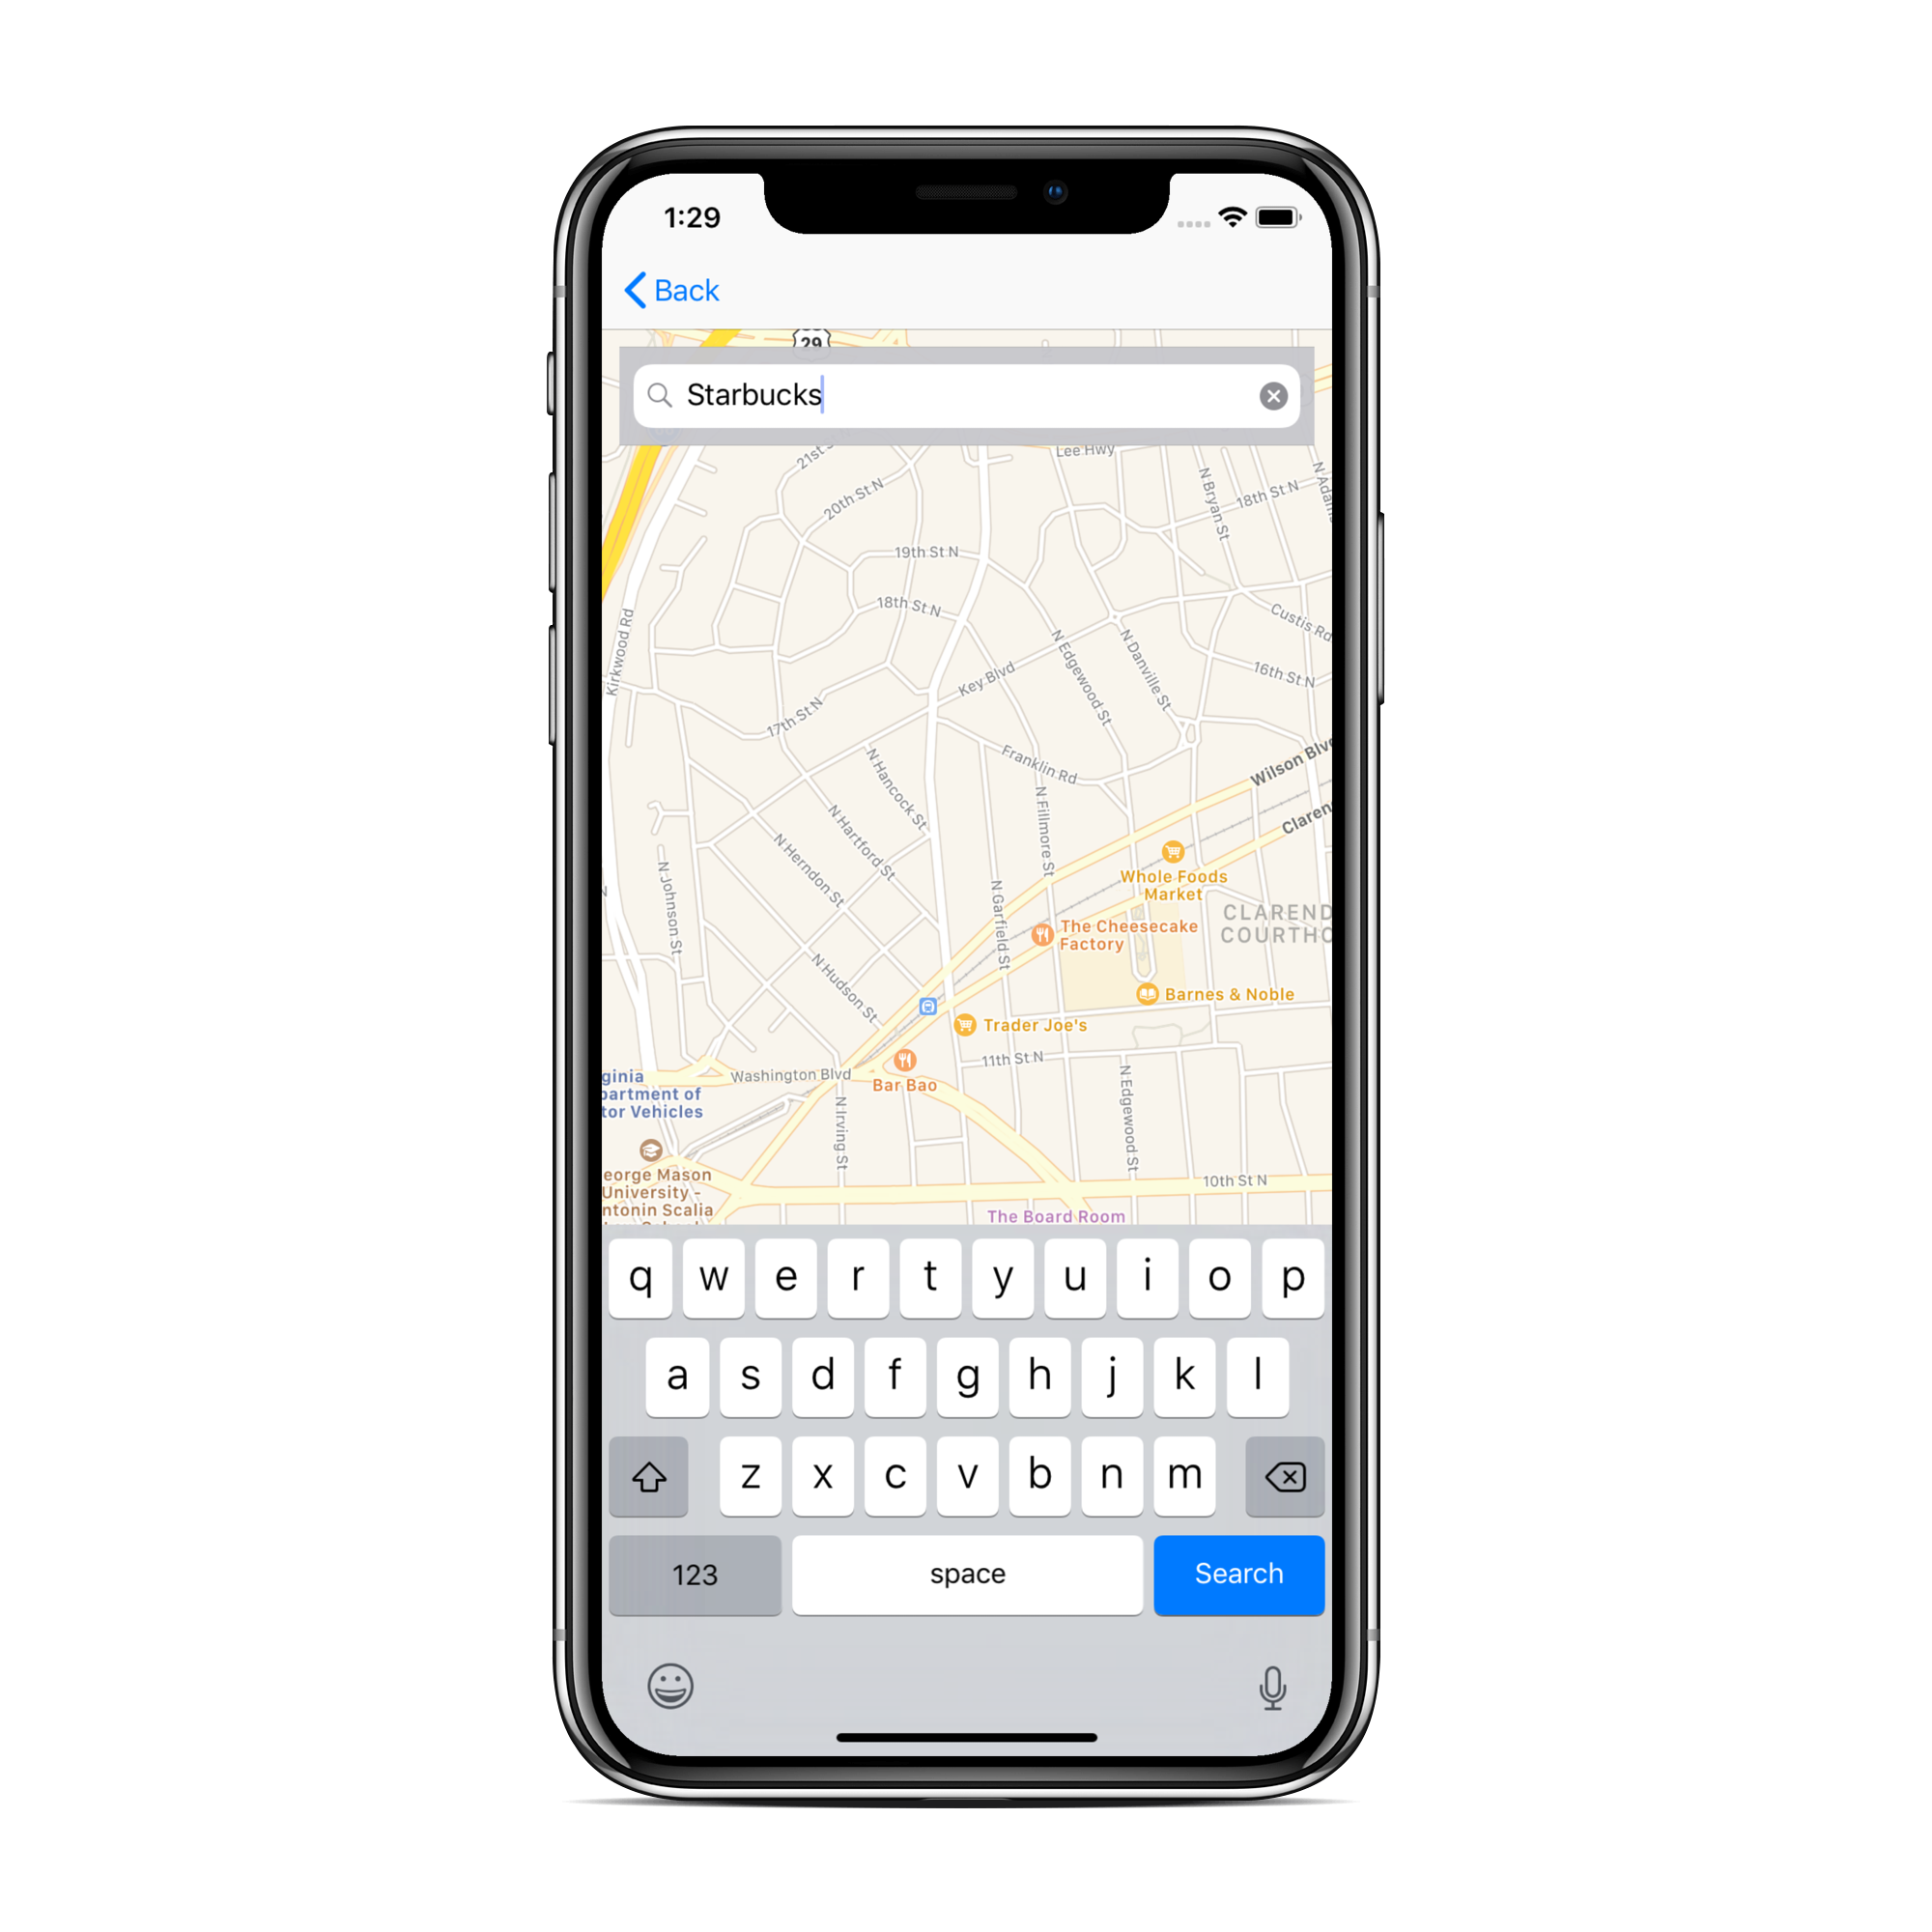 1:29
Back
29
Starbucks
Lee Hwy
21st
20th St N
N Bryan St
18th St N
19th St N
18th St N
Custis Rd
Kirkwood Rd
N Edgewood St
N Danville St
16th St N
Key Blvd
17th St N
Franklin Rd
N Hancock St
Wilson Blv
N Fillmore St
Claren
N Hartford St
N Herndon St
Whole Foods
Market
N Johnson St
N Garfield St
CLAREND
COURTHO
The Cheesecake
Factory
N Hudson St
Barnes & Noble
Trader Joe's
11th St N
Washington Blvd
Bar Bao
ginia
partment of
tor Vehicles
N Irving St
N Edgewood St
eorge Mason
University -
ntonin Scalia
10th St N
The Board Room
q w e r t y u i o p
a s d f g h j k l
z x c v b n m
123 space Search